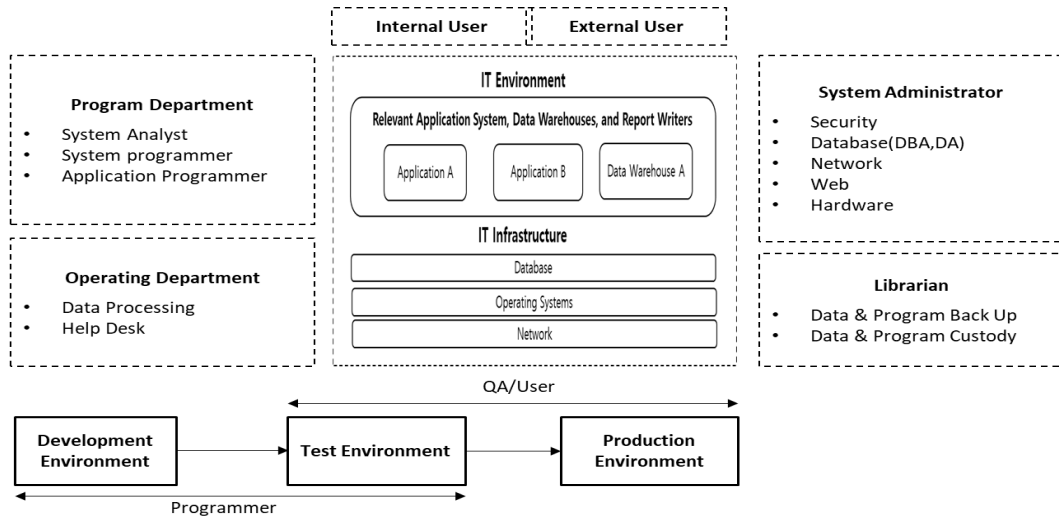 Internal User
External User
Program Department
• System Analyst
• System programmer
• Application Programmer
Operating Department
• Data Processing
• Help Desk
IT Environment
Relevant Application System, Data Warehouses, and Report Writers
Application A
Application B
Data Warehouse A
IT Infrastructure
Database
Operating Systems
Network
System Administrator
• Security
• Database(DBA,DA)
• Network
• Web
• Hardware
Librarian
• Data & Program Back Up
• Data & Program Custody
QA/User
Development
Environment
Test Environment
Production
Environment
Programmer